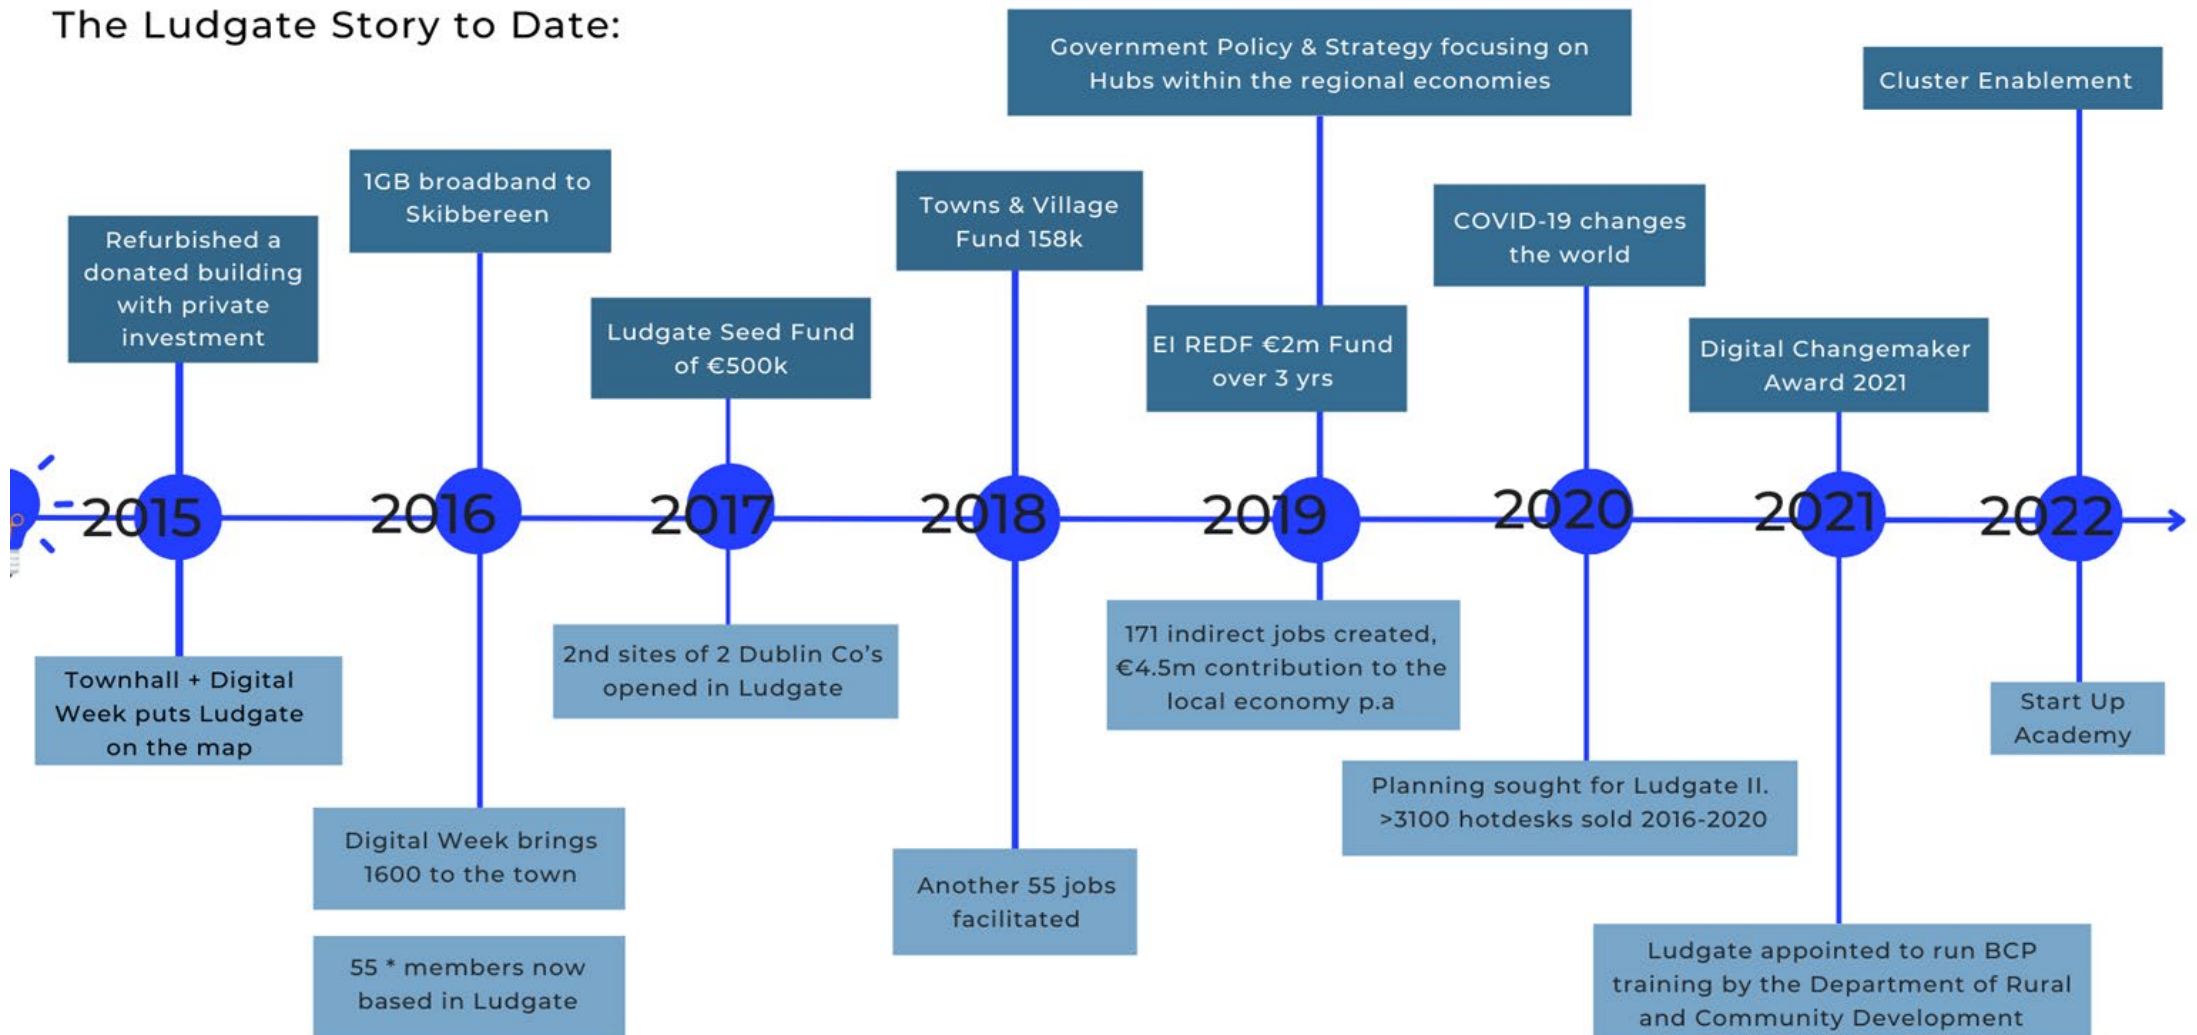 The Ludgate Story to Date:
Government Policy & Strategy focusing on
Hubs within the regional economies
Cluster Enablement
1GB broadband to
Skibbereen
Towns & Village
Fund 158k
COVID-19 changes
the world
Refurbished a
donated building
with private
investment
Ludgate Seed Fund
of €500k
EI REDF €2m Fund
over 3 yrs
Digital Changemaker
Award 2021
2015
2016
2017
2018
2019
2020
2021
2022
Townhall + Digital
Week puts Ludgate
on the map
2nd sites of 2 Dublin Co's
opened in Ludgate
171 indirect jobs created,
€4.5m contribution to the
local economy p.a
Start Up
Academy
Digital Week brings
1600 to the town
Planning sought for Ludgate II.
>3100 hotdesks sold 2016-2020
Another 55 jobs
facilitated
55 * members now
based in Ludgate
Ludgate appointed to run BCP
training by the Department of Rural
and Community Development